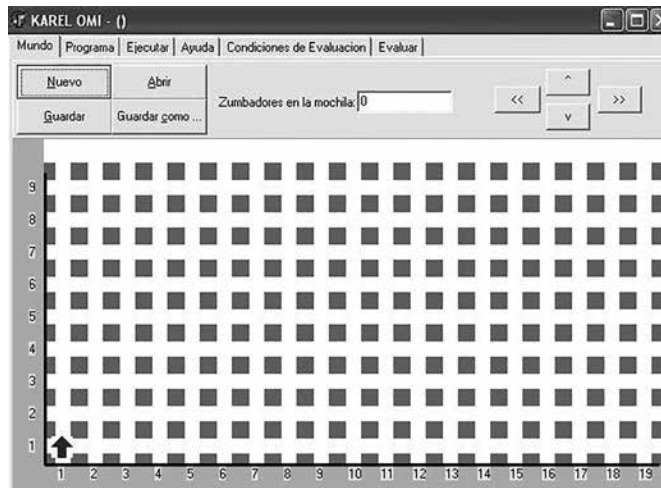 KAREL OMI - ()
Mundo Programa Ejecutar Ayuda Condiciones de Evaluacion Evaluar
Nuevo Abrir
Zumbadores en la mochila: 0 << ^ >>
Guardar Guardar como ... v
9
8
7
6
5
4
3
2
1
1 2 3 4 5 6 7 8 9 10 11 12 13 14 15 16 17 18 19